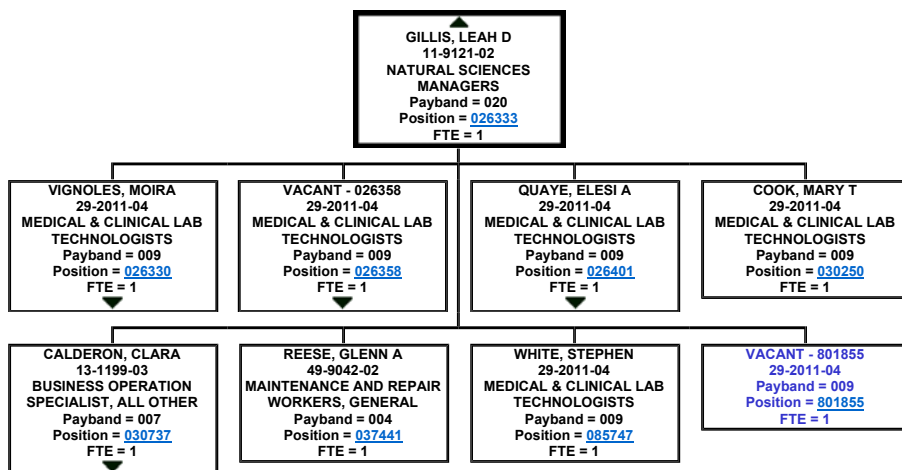 GILLIS, LEAH D
11-9121-02
NATURAL SCIENCES
MANAGERS
Payband = 020
Position = 026333
FTE = 1
VIGNOLES, MOIRA
29-2011-04
MEDICAL & CLINICAL LAB
TECHNOLOGISTS
Payband = 009
Position = 026330
FTE = 1
VACANT - 026358
29-2011-04
MEDICAL & CLINICAL LAB
TECHNOLOGISTS
Payband = 009
Position = 026358
FTE = 1
QUAYE, ELESI A
29-2011-04
MEDICAL & CLINICAL LAB
TECHNOLOGISTS
Payband = 009
Position = 026401
FTE = 1
COOK, MARY T
29-2011-04
MEDICAL & CLINICAL LAB
TECHNOLOGISTS
Payband = 009
Position = 030250
FTE = 1
CALDERON, CLARA
13-1199-03
BUSINESS OPERATION
SPECIALIST, ALL OTHER
Payband = 007
Position = 030737
FTE = 1
REESE, GLENN A
49-9042-02
MAINTENANCE AND REPAIR
WORKERS, GENERAL
Payband = 004
Position = 037441
FTE = 1
WHITE, STEPHEN
29-2011-04
MEDICAL & CLINICAL LAB
TECHNOLOGISTS
Payband = 009
Position = 085747
FTE = 1
VACANT - 801855
29-2011-04
Payband = 009
Position = 801855
FTE = 1